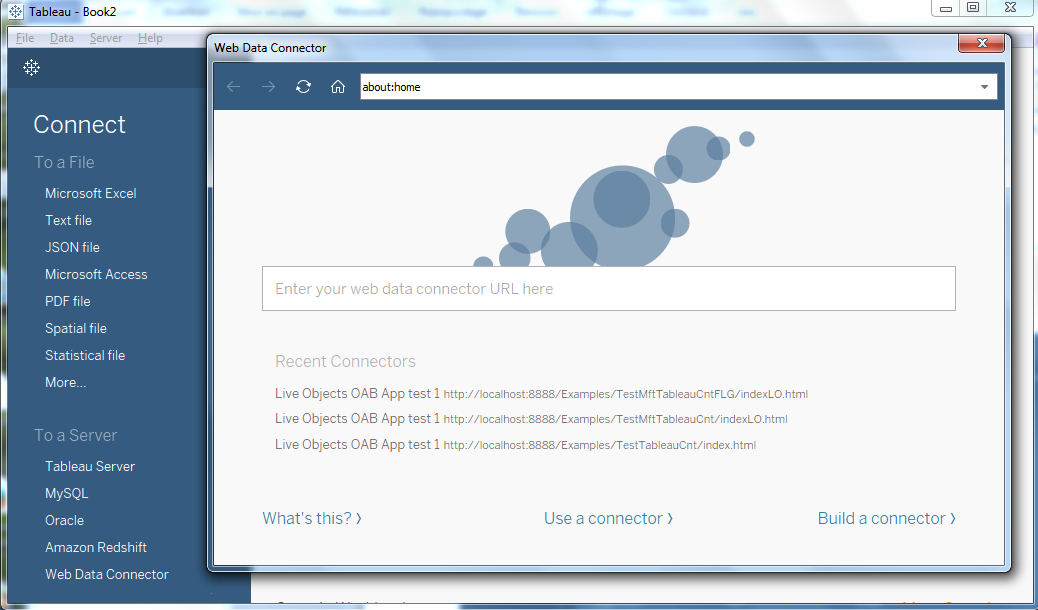 Tableau - Book2
File Data Server Help
Connect
To a File
Microsoft Excel
Text file
JSON file
Microsoft Access
PDF file
Spatial file
Statistical file
More...
To a Server
Tableau Server
MySQL
Oracle
Amazon Redshift
Web Data Connector
Web Data Connector
about:home
Enter your web data connector URL here
Recent Connectors
Live Objects OAB App test 1 http://localhost:8888/Examples/TestMftTableauCntFLG/indexLO.html
Live Objects OAB App test 1 http://localhost:8888/Examples/TestMftTableauCnt/indexLO.html
Live Objects OAB App test 1 http://localhost:8888/Examples/TestTableauCnt/index.html
What's this? › Use a connector › Build a connector ›